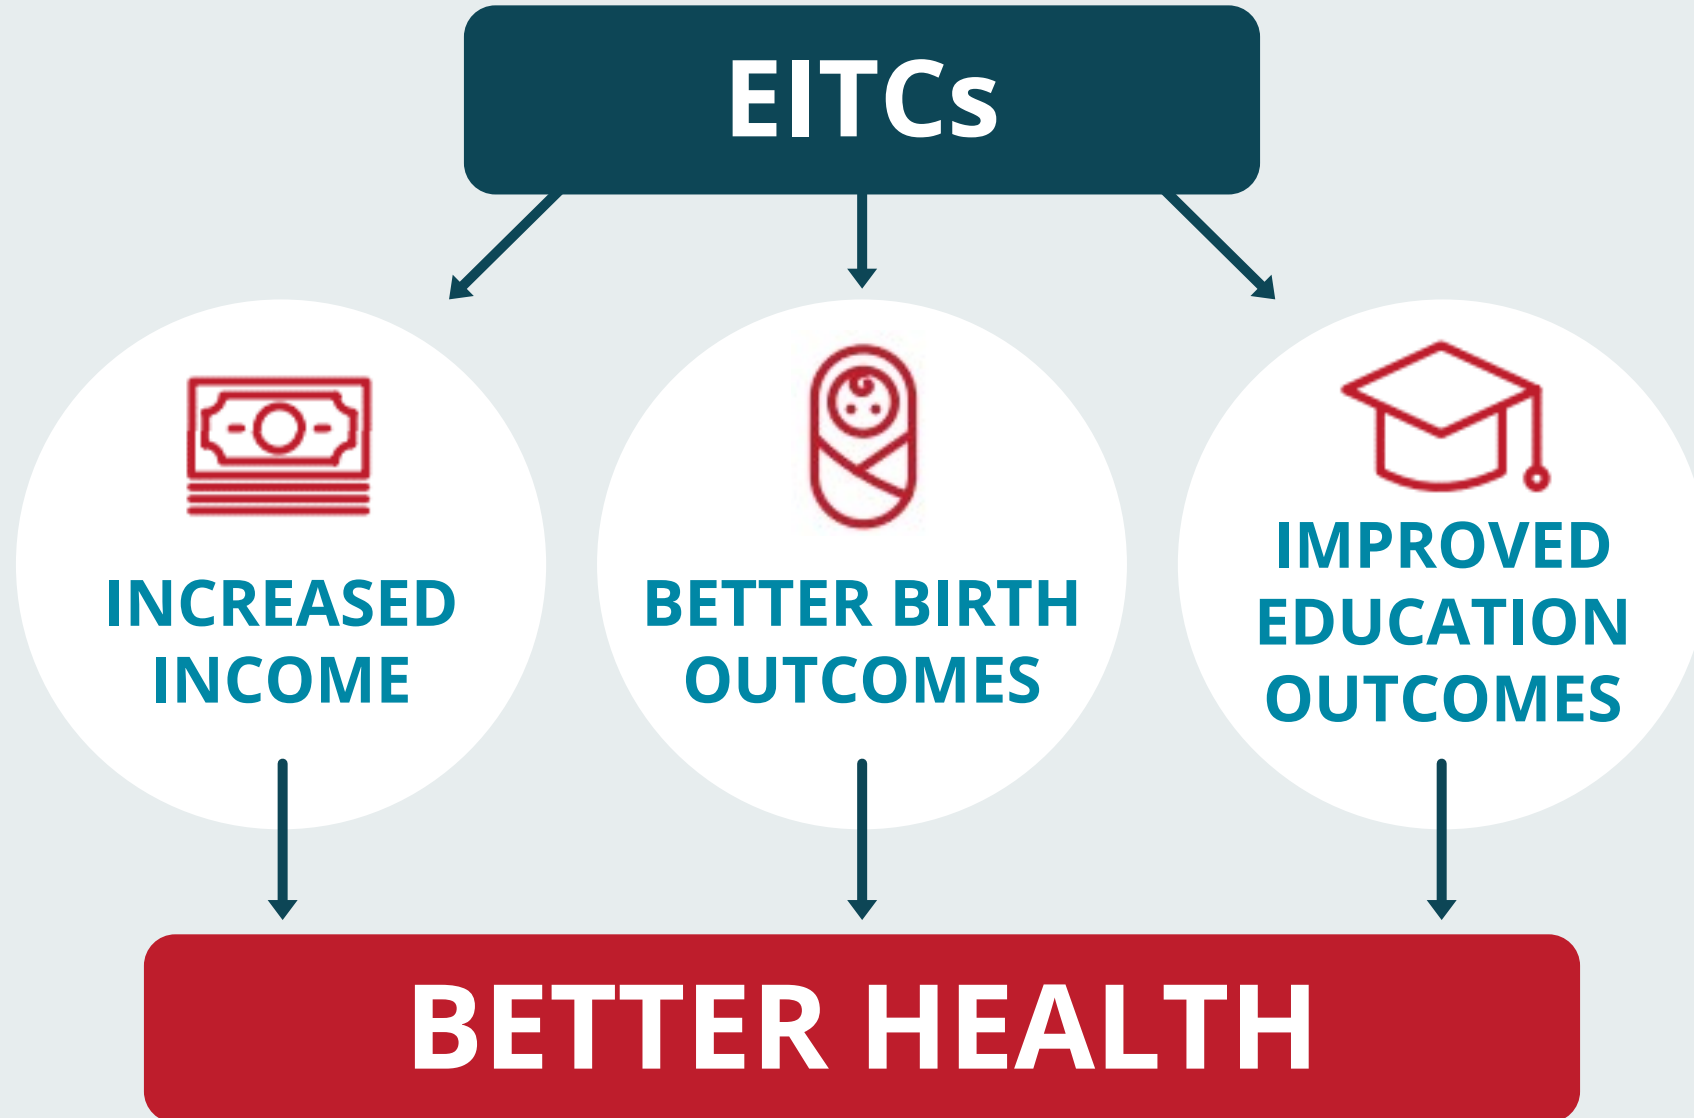 EITCs
INCREASED
INCOME
BETTER BIRTH
OUTCOMES
IMPROVED
EDUCATION
OUTCOMES
BETTER HEALTH